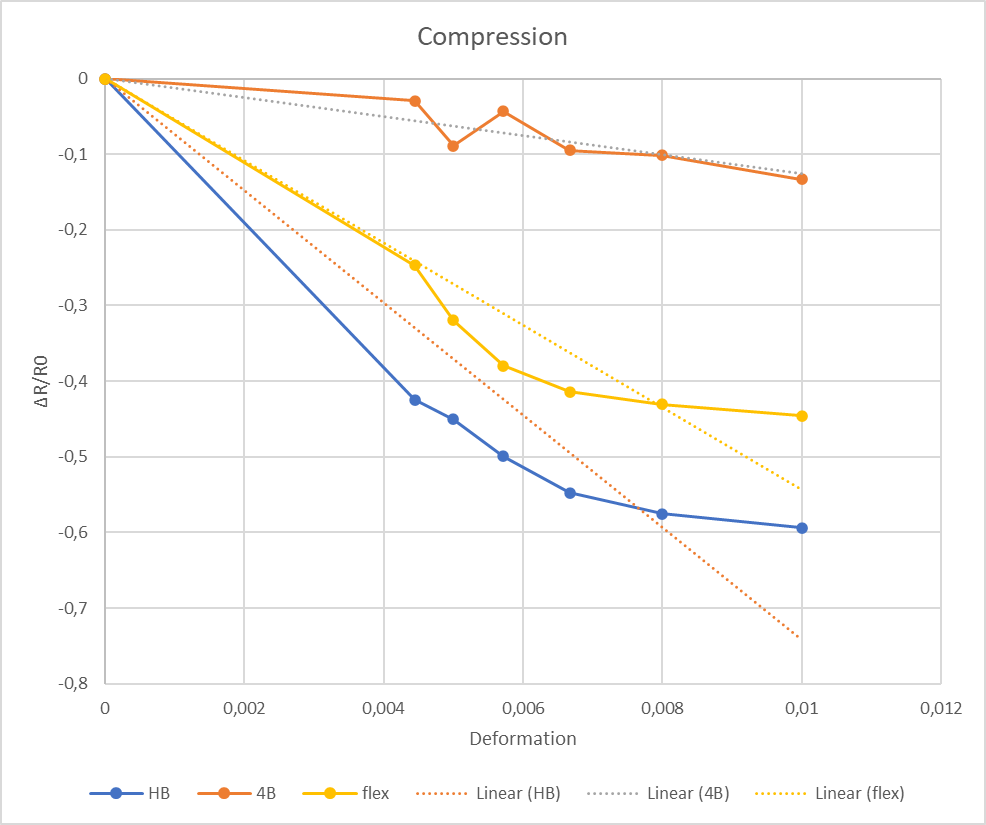 Compression
0
-0,1
-0,2
-0,3
-0,4
-0,5
-0,6
-0,7
-0,8
ΔR/R0
0 0,002 0,004 0,006 0,008 0,01 0,012
Deformation
HB 4B flex Linear (HB) Linear (4B) Linear (flex)